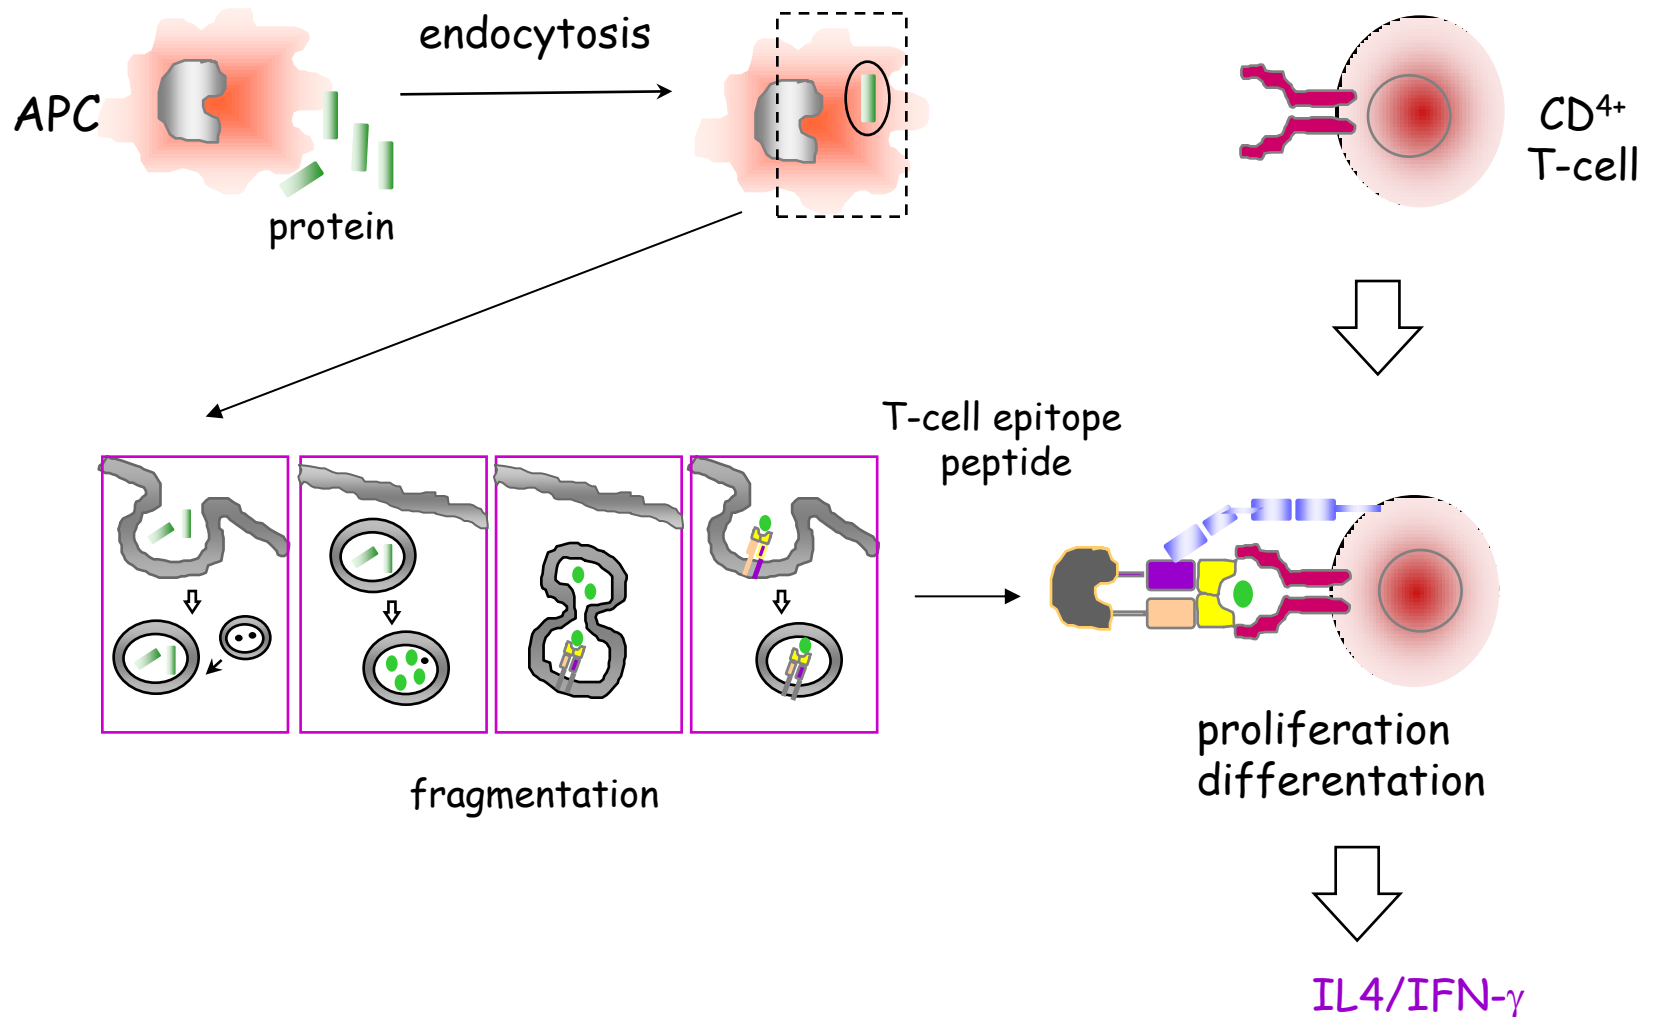 endocytosis
APC
protein
CD⁴⁺
T-cell
T-cell epitope
peptide
fragmentation
proliferation
differentation
IL4/IFN-γ